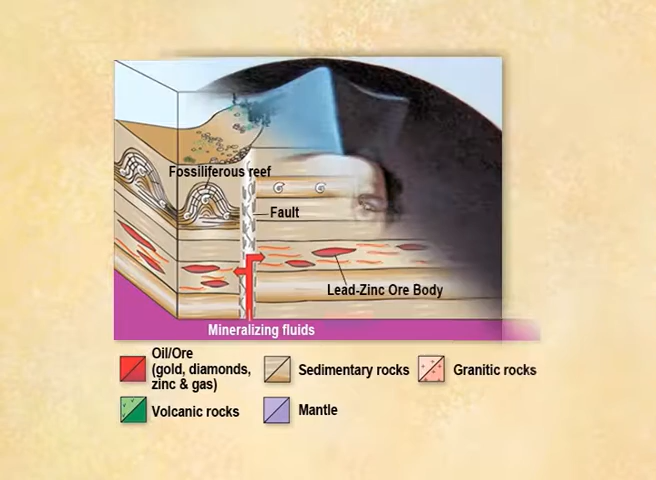 Fossiliferous reef
Fault
Lead-Zinc Ore Body
Mineralizing fluids
Oil/Ore
(gold, diamonds,
zinc & gas)
Sedimentary rocks
Granitic rocks
Volcanic rocks
Mantle